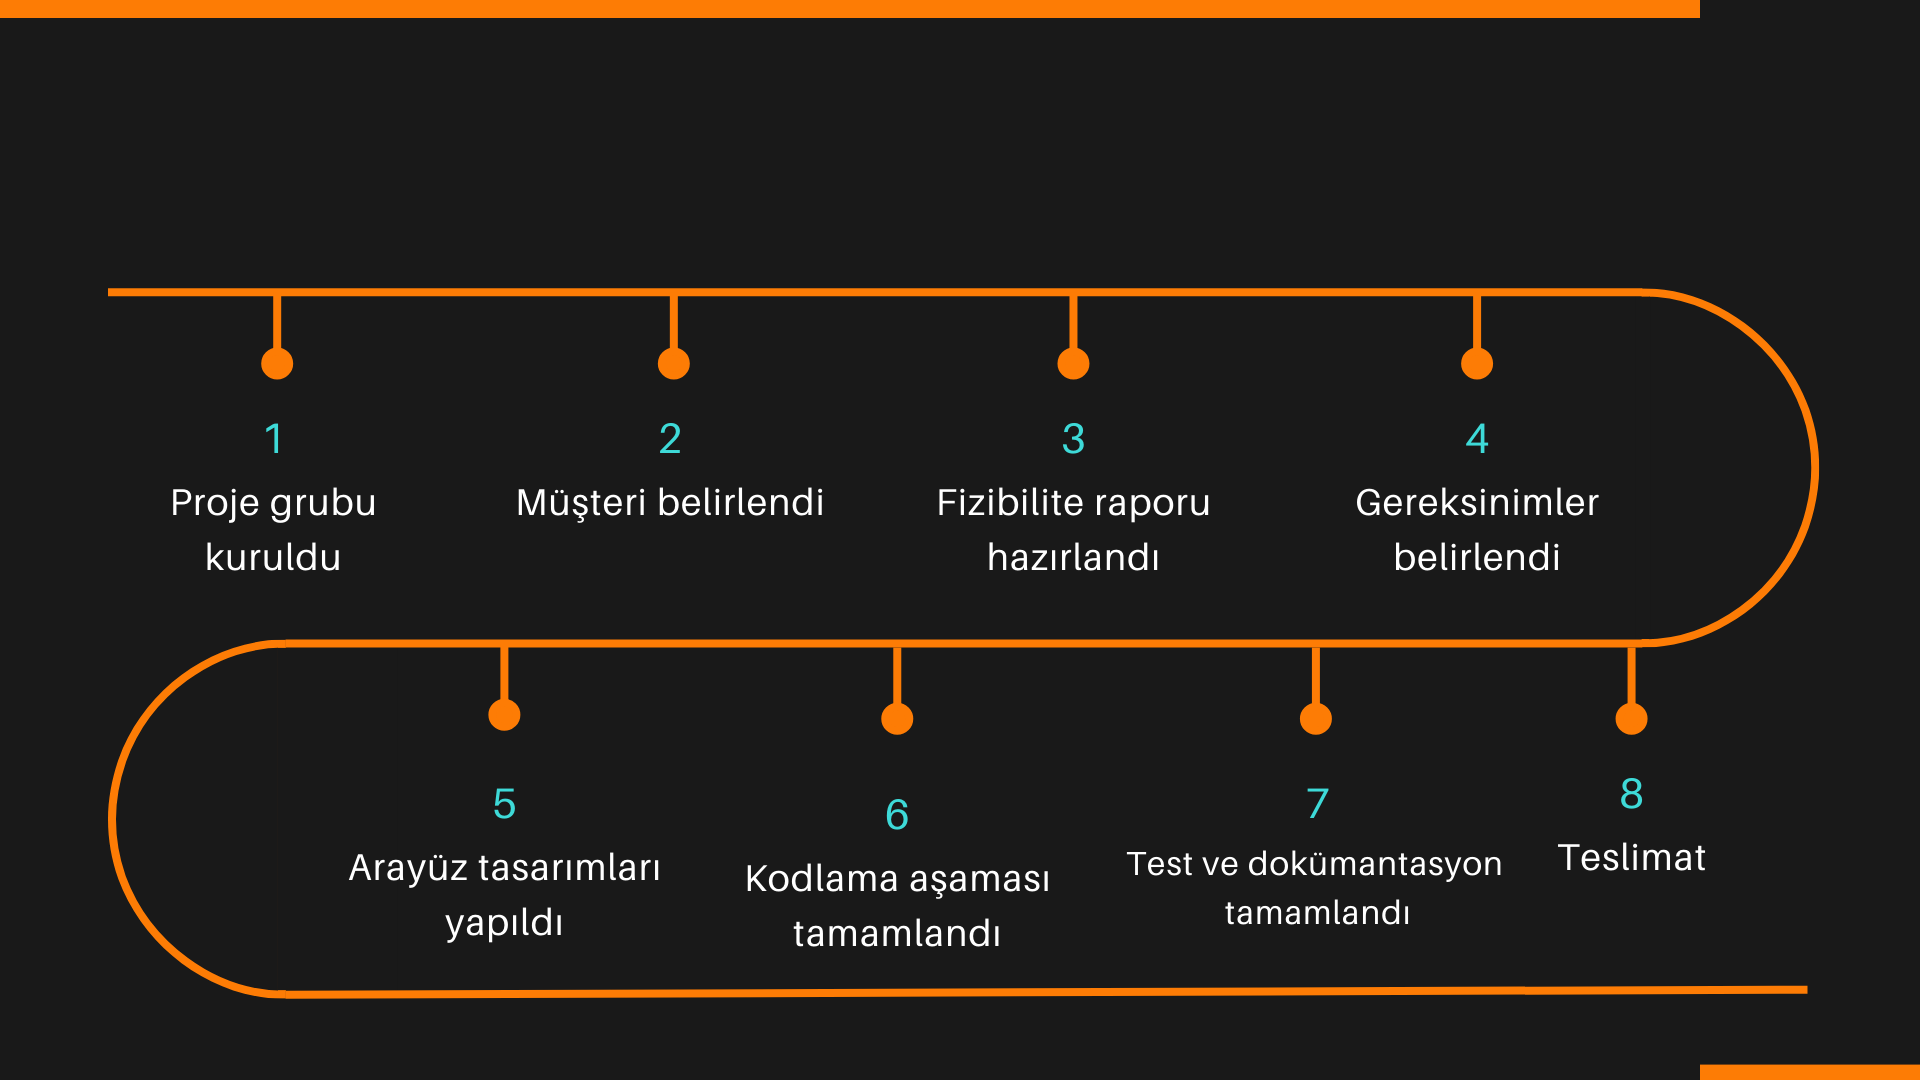 1
Proje grubu
kuruldu
2
Müşteri belirlendi
3
Fizibilite raporu
hazırlandı
4
Gereksinimler
belirlendi
5
Arayüz tasarımları
yapıldı
6
Kodlama aşaması
tamamlandı
7
Test ve dokümantasyon
tamamlandı
8
Teslimat